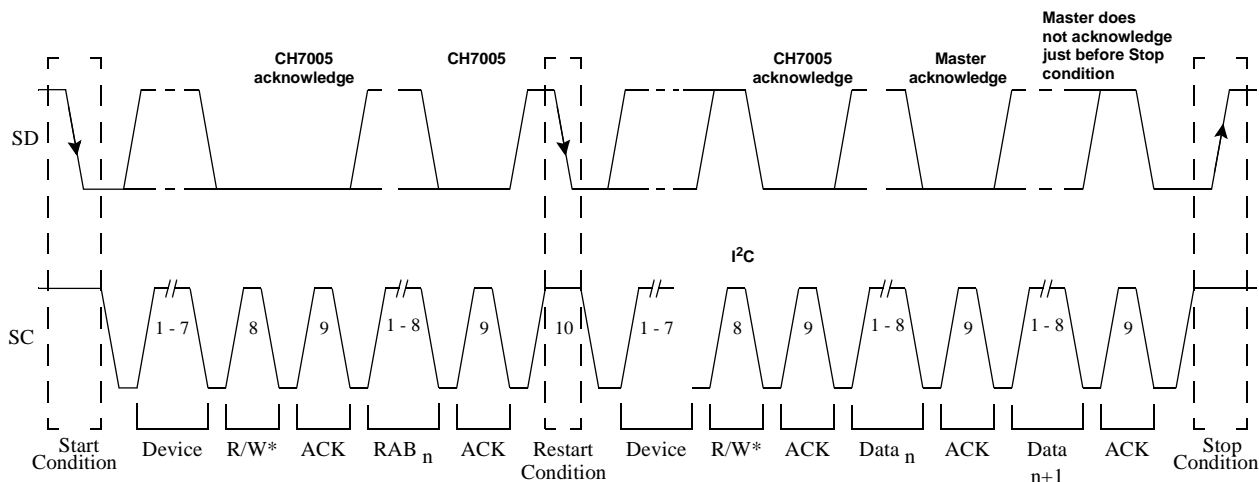 Master does
not acknowledge
just before Stop
condition
CH7005
acknowledge
CH7005
CH7005
acknowledge
Master
acknowledge
SD
I²C
SC
1 - 7
8
9
1 - 8
9
10
1 - 7
8
9
1 - 8
9
1 - 8
9
Start
Condition
Device
R/W*
ACK
RAB n
ACK
Restart
Condition
Device
R/W*
ACK
Data n
ACK
Data
n+1
ACK
Stop
Condition